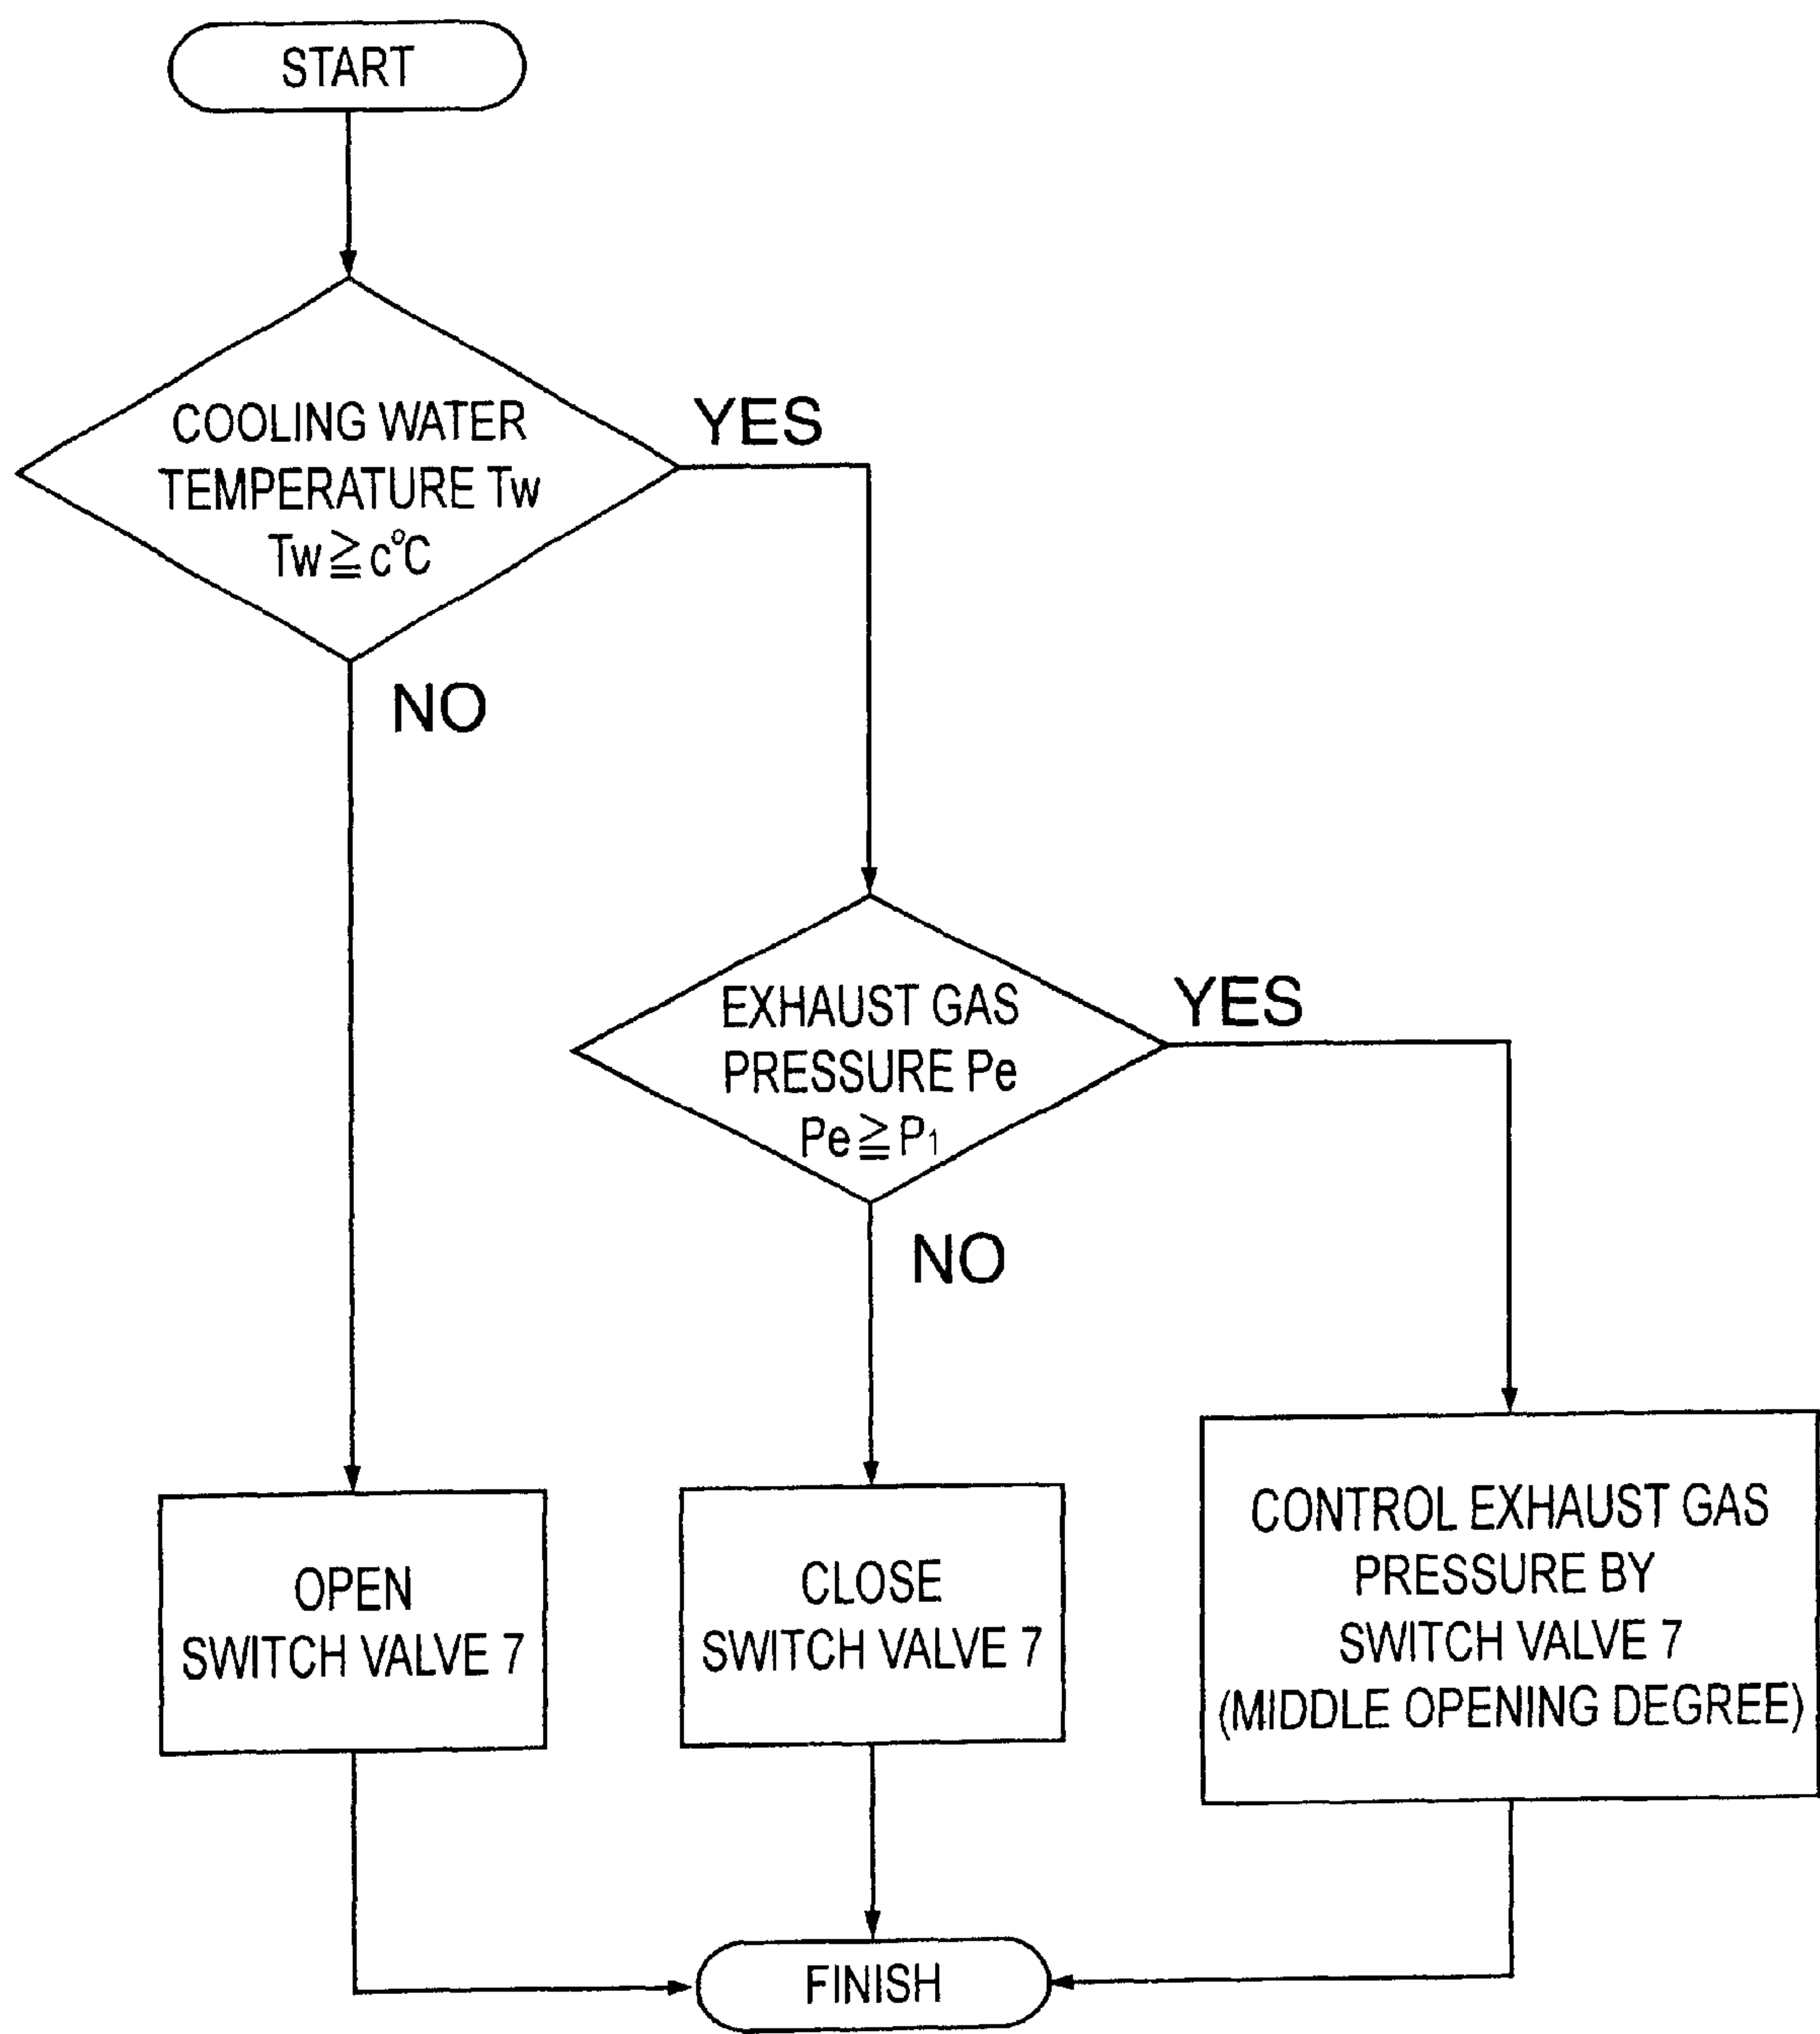 START
COOLING WATER
TEMPERATURE Tw
Tw≧c°C
YES
NO
EXHAUST GAS
PRESSURE Pe
Pe≧P₁
YES
NO
OPEN
SWITCH VALVE 7
CLOSE
SWITCH VALVE 7
CONTROL EXHAUST GAS
PRESSURE BY
SWITCH VALVE 7
(MIDDLE OPENING DEGREE)
FINISH